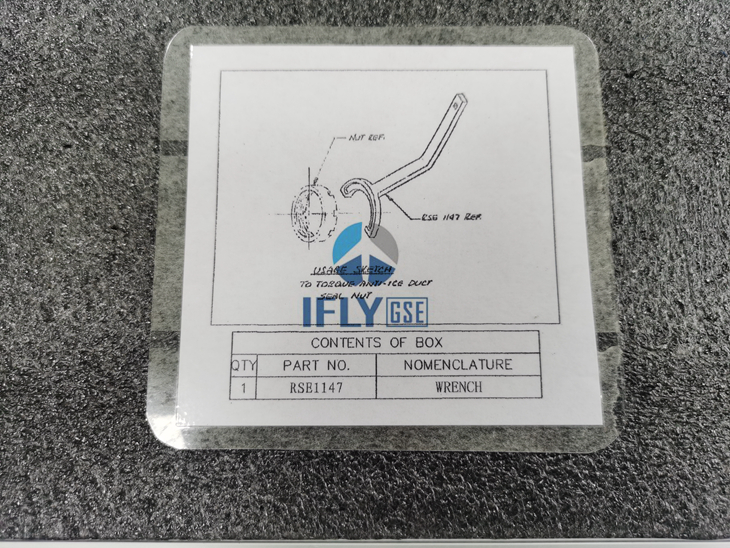 NUT REF.
RSE 1147 REF.
USAGE SKETCH
TO TORQUE ANTI-ICE DUCT
SEAL NUT
IFLY GSE
CONTENTS OF BOX
QTY PART NO. NOMENCLATURE
1 RSE1147 WRENCH